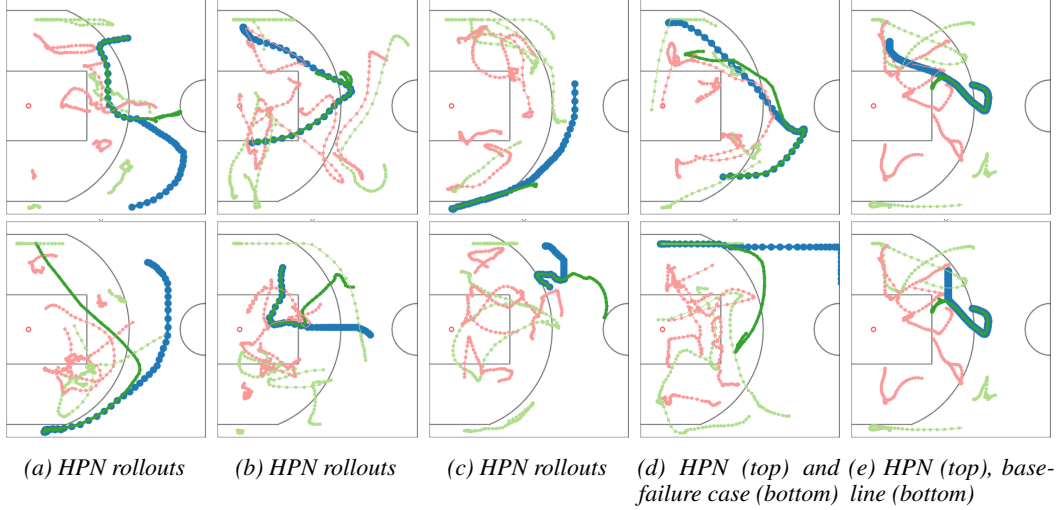 (a) HPN rollouts
(b) HPN rollouts
(c) HPN rollouts
(d) HPN (top) and
failure case (bottom)
(e) HPN (top), base-
line (bottom)